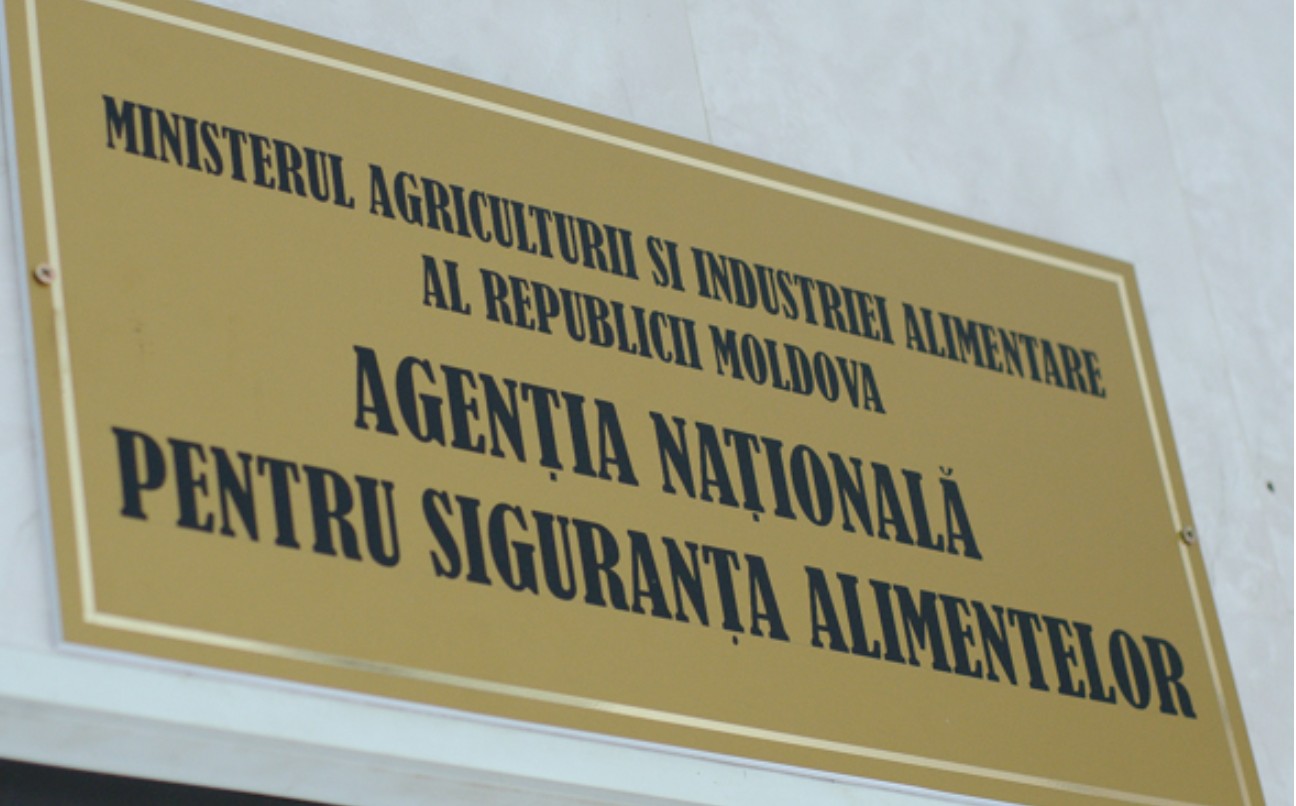 MINISTERUL AGRICULTURII SI INDUSTRIEI ALIMENTARE
AL REPUBLICII MOLDOVA
AGENȚIA NAȚIONALĂ
PENTRU SIGURANȚA ALIMENTELOR